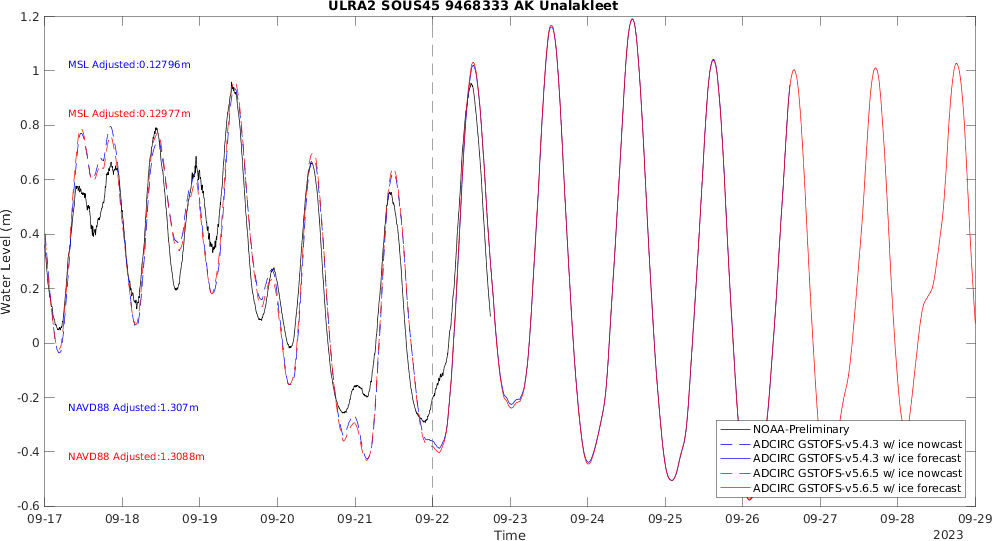 ULRA2 SOUS45 9468333 AK Unalakleet
1.2
1
0.8
0.6
0.4
0.2
0
-0.2
-0.4
-0.6
Water Level (m)
MSL Adjusted:0.12796m
MSL Adjusted:0.12977m
NAVD88 Adjusted:1.307m
NAVD88 Adjusted:1.3088m
NOAA-Preliminary
ADCIRC GSTOFS-v5.4.3 w/ ice nowcast
ADCIRC GSTOFS-v5.4.3 w/ ice forecast
ADCIRC GSTOFS-v5.6.5 w/ ice nowcast
ADCIRC GSTOFS-v5.6.5 w/ ice forecast
09-17 09-18 09-19 09-20 09-21 09-22 09-23 09-24 09-25 09-26 09-27 09-28 09-29
Time
2023